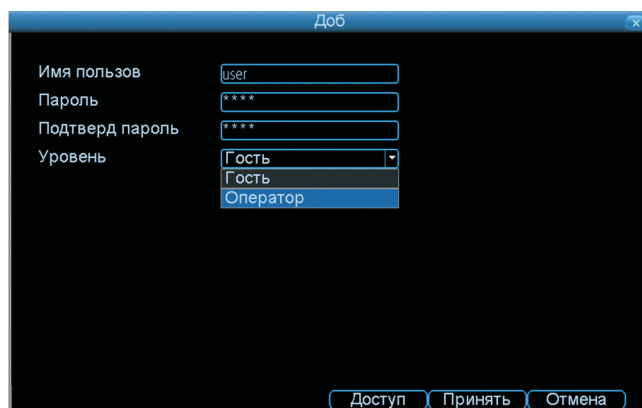 Доб
Имя пользов user
Пароль ****
Подтверд пароль ****
Уровень Гость
Гость
Оператор
Доступ Принять Отмена